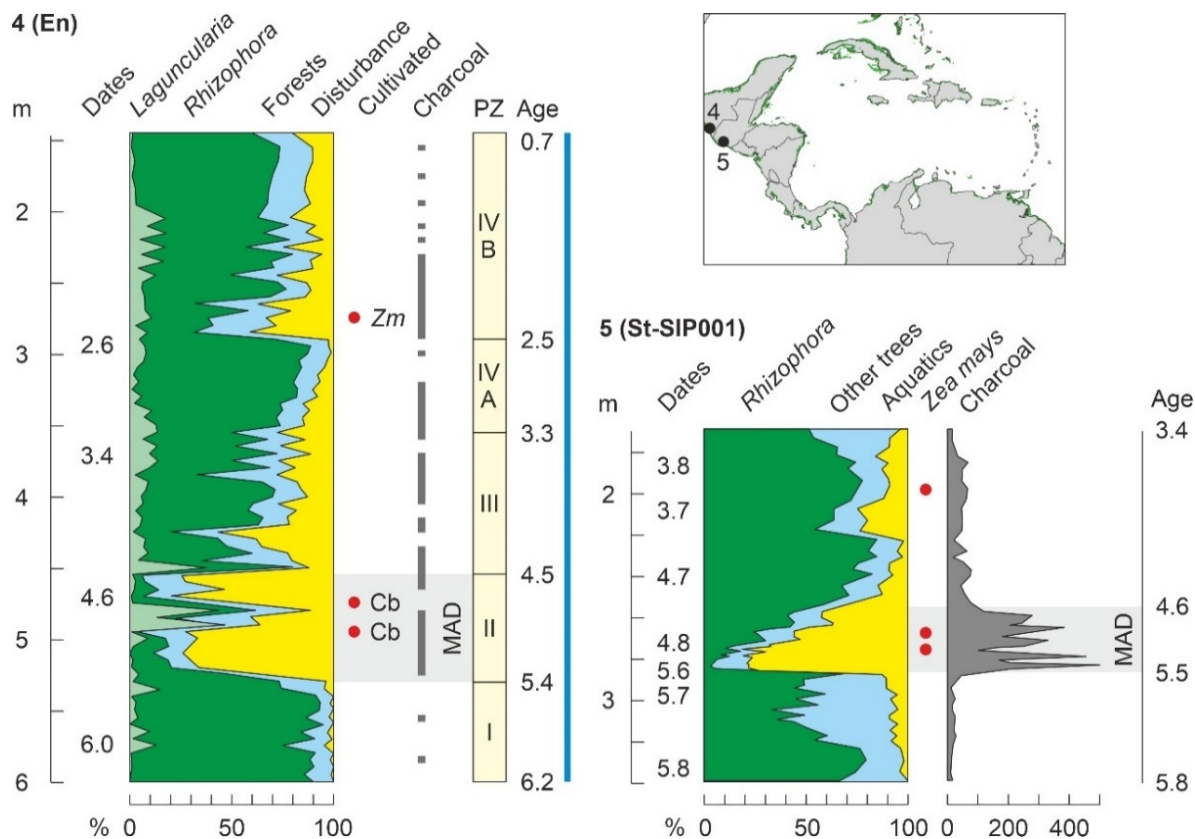 4 (En)
m
Dates
Laguncularia
Rhizophora
Forests
Disturbance
Cultivated
Charcoal
PZ
Age
0.7
2
IV
B
Zm
2.6
2.5
3
IV
A
3.3
3.4
4
III
4.5
4.6
Cb
Cb
MAD
II
5
5.4
I
6.0
6
6.2
%
0
50
100
4
5
5 (St-SIP001)
m
Dates
Rhizophora
Other trees
Aquatics
Zea mays
Charcoal
Age
3.4
3.8
2
3.7
4.7
4.6
MAD
4.8
5.6
5.5
5.7
3
5.8
5.8
%
0
50
100
0
200
400